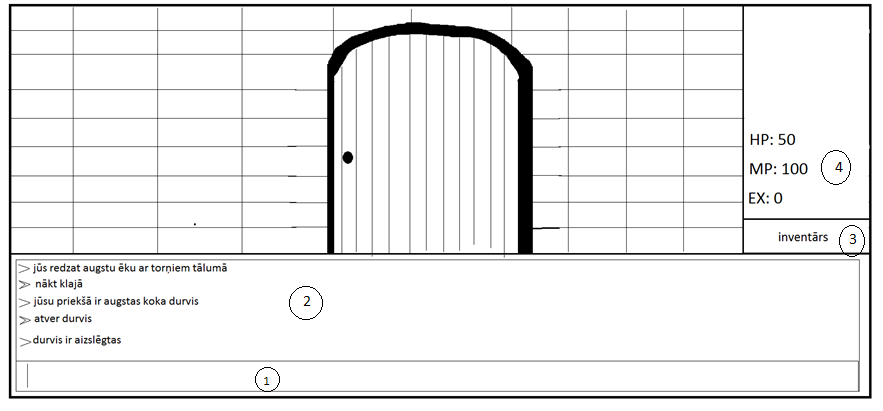 HP: 50
MP: 100
4
EX: 0
inventārs
3
> jūs redzat augstu ēku ar torņiem tālumā
> nākt klajā
> jūsu priekšā ir augstas koka durvis
2
> atver durvis
>durvis ir aizslēgtas
1